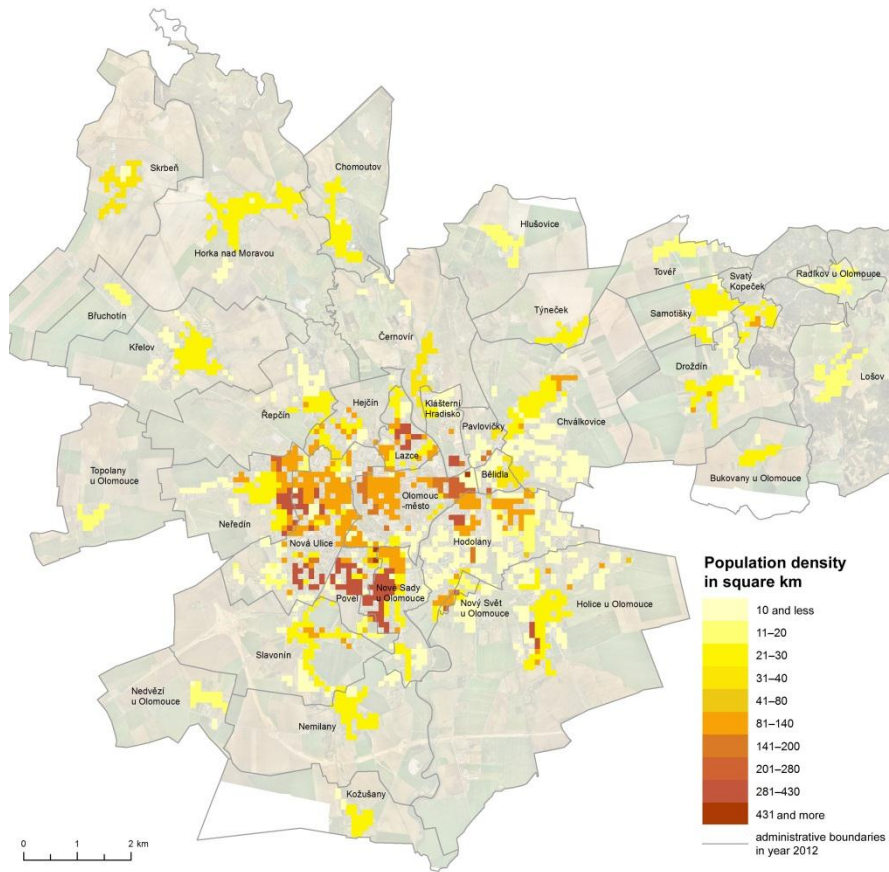 Skrbeň
Chomoutov
Hlušovice
Horka nad Moravou
Tovéř
Svatý
Kopeček
Radíkov u Olomouce
Břuchotín
Týneček
Samotišky
Černovír
Křelov
Droždín
Lošov
Hejčín
Klášterní
Hradisko
Řepčín
Pavlovičky
Chválkovice
Lazce
Topolany
u Olomouce
Bělidla
Bukovany u Olomouce
Olomouc
-město
Neředín
Nová Ulice
Hodolany
Nové Sady
u Olomouce
Povel
Nový Svět
u Olomouce
Holice u Olomouce
Slavonín
Nedvězí
u Olomouce
Nemilany
Kožušany
Population density
in square km
10 and less
11–20
21–30
31–40
41–80
81–140
141–200
201–280
281–430
431 and more
administrative boundaries
in year 2012
0 1 2 km